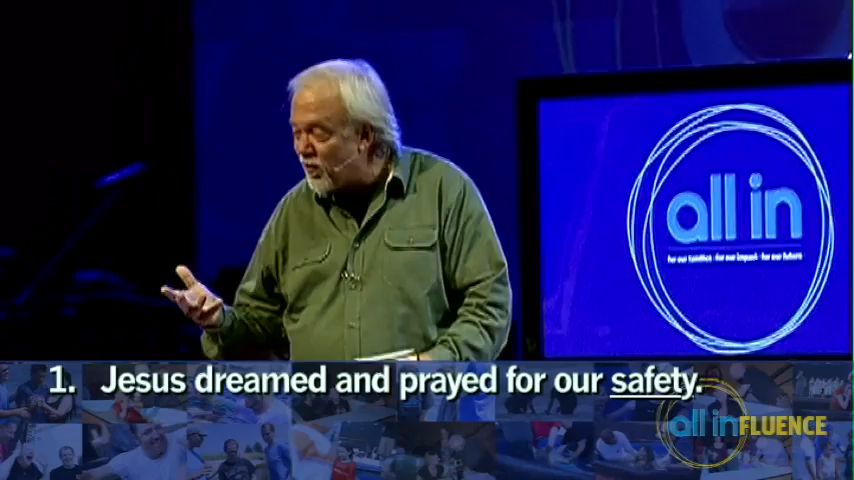 all in
for our families · for our impact · for our future
1. Jesus dreamed and prayed for our safety.
all inFLUENCE